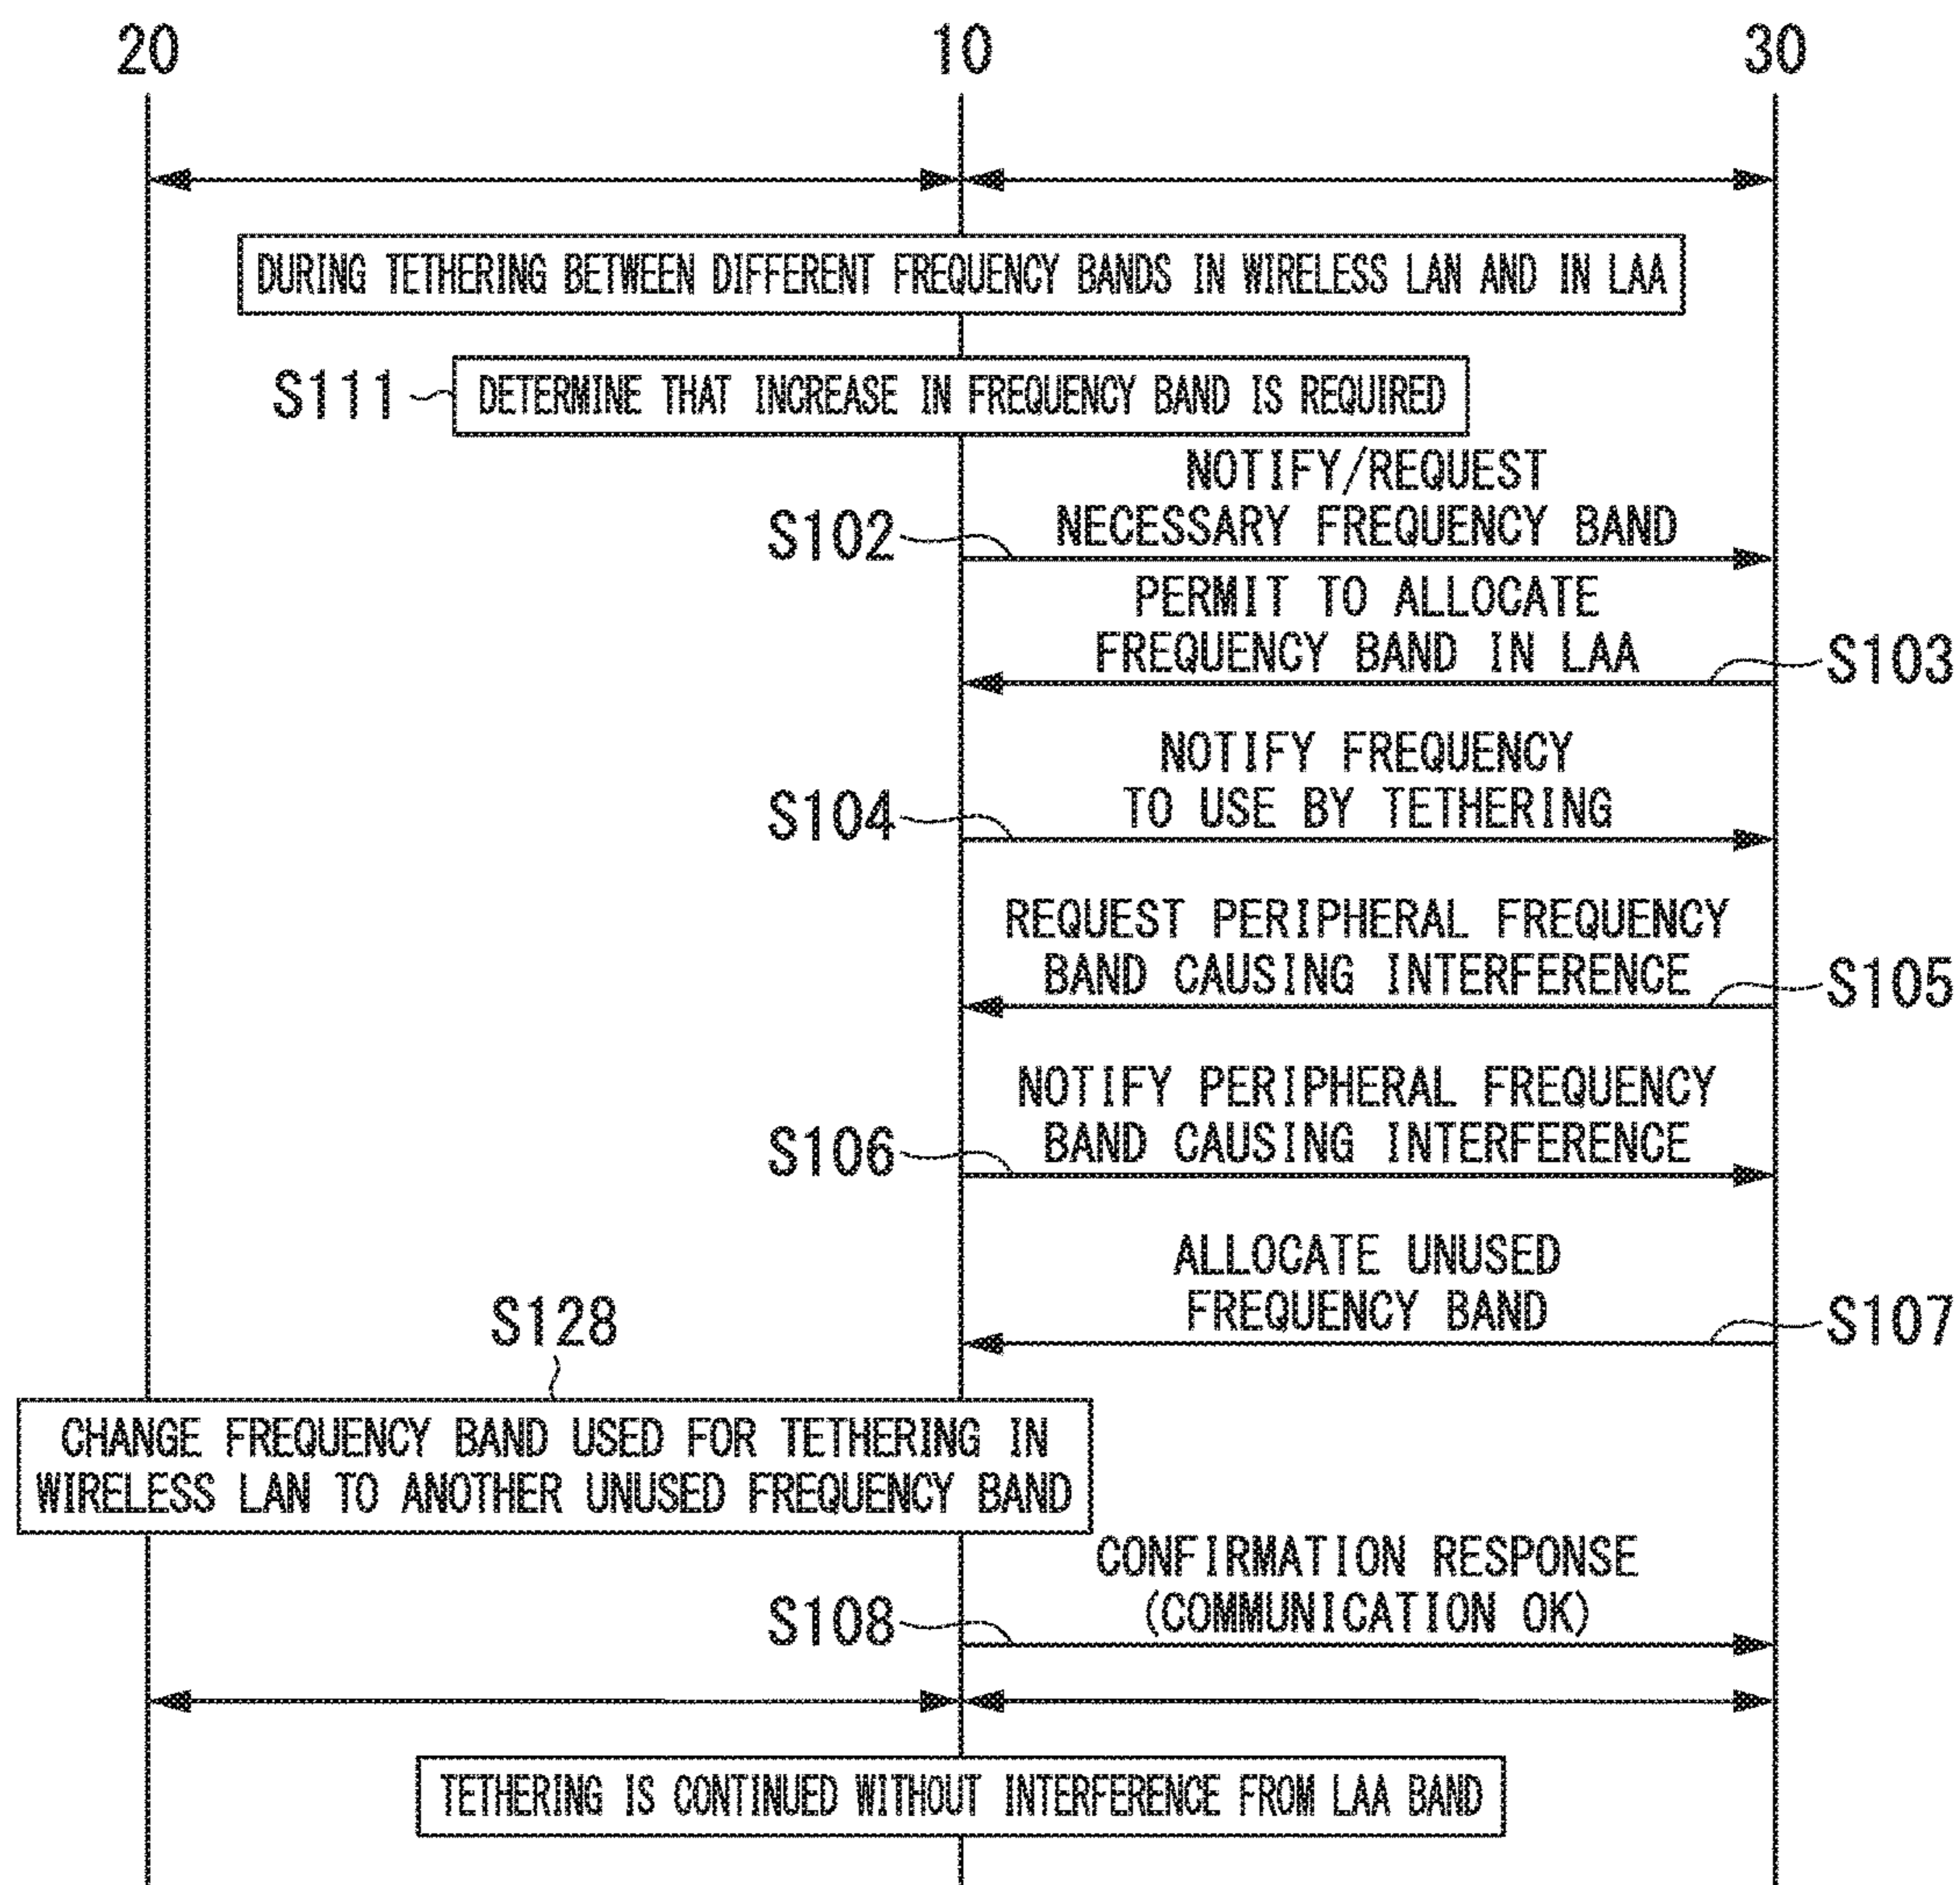 20
10
30
DURING TETHERING BETWEEN DIFFERENT FREQUENCY BANDS IN WIRELESS LAN AND IN LAA
S111
DETERMINE THAT INCREASE IN FREQUENCY BAND IS REQUIRED
NOTIFY/REQUEST
NECESSARY FREQUENCY BAND
S102
PERMIT TO ALLOCATE
FREQUENCY BAND IN LAA
S103
NOTIFY FREQUENCY
TO USE BY TETHERING
S104
REQUEST PERIPHERAL FREQUENCY
BAND CAUSING INTERFERENCE
S105
NOTIFY PERIPHERAL FREQUENCY
BAND CAUSING INTERFERENCE
S106
ALLOCATE UNUSED
FREQUENCY BAND
S107
S128
CHANGE FREQUENCY BAND USED FOR TETHERING IN
WIRELESS LAN TO ANOTHER UNUSED FREQUENCY BAND
CONFIRMATION RESPONSE
(COMMUNICATION OK)
S108
TETHERING IS CONTINUED WITHOUT INTERFERENCE FROM LAA BAND